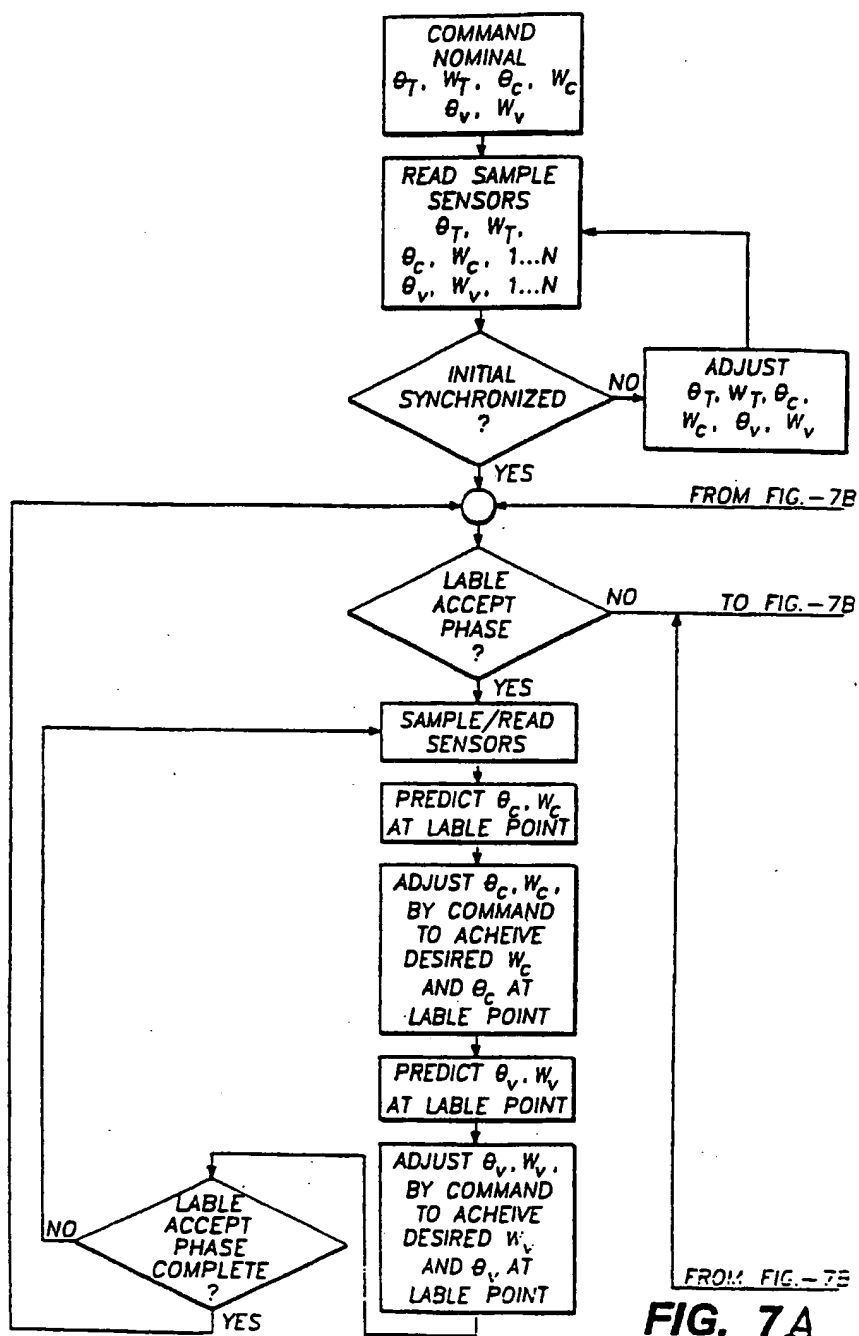 COMMAND
NOMINAL
θT, WT, θc, Wc
θv, Wv
READ SAMPLE
SENSORS
θT, WT,
θc, Wc, 1...N
θv, Wv, 1...N
INITIAL
SYNCHRONIZED
?
NO
ADJUST
θT, WT, θc,
Wc, θv, Wv
YES
FROM FIG.-7B
LABLE
ACCEPT
PHASE
?
NO
TO FIG.-7B
YES
SAMPLE/READ
SENSORS
PREDICT θc, Wc
AT LABLE POINT
ADJUST θc, Wc,
BY COMMAND
TO ACHEIVE
DESIRED Wc
AND θc AT
LABLE POINT
PREDICT θv, Wv
AT LABLE POINT
ADJUST θv, Wv,
BY COMMAND
TO ACHEIVE
DESIRED Wv
AND θv AT
LABLE POINT
LABLE
ACCEPT
PHASE
COMPLETE
?
NO
YES
FROM FIG.-7B
FIG. 7A